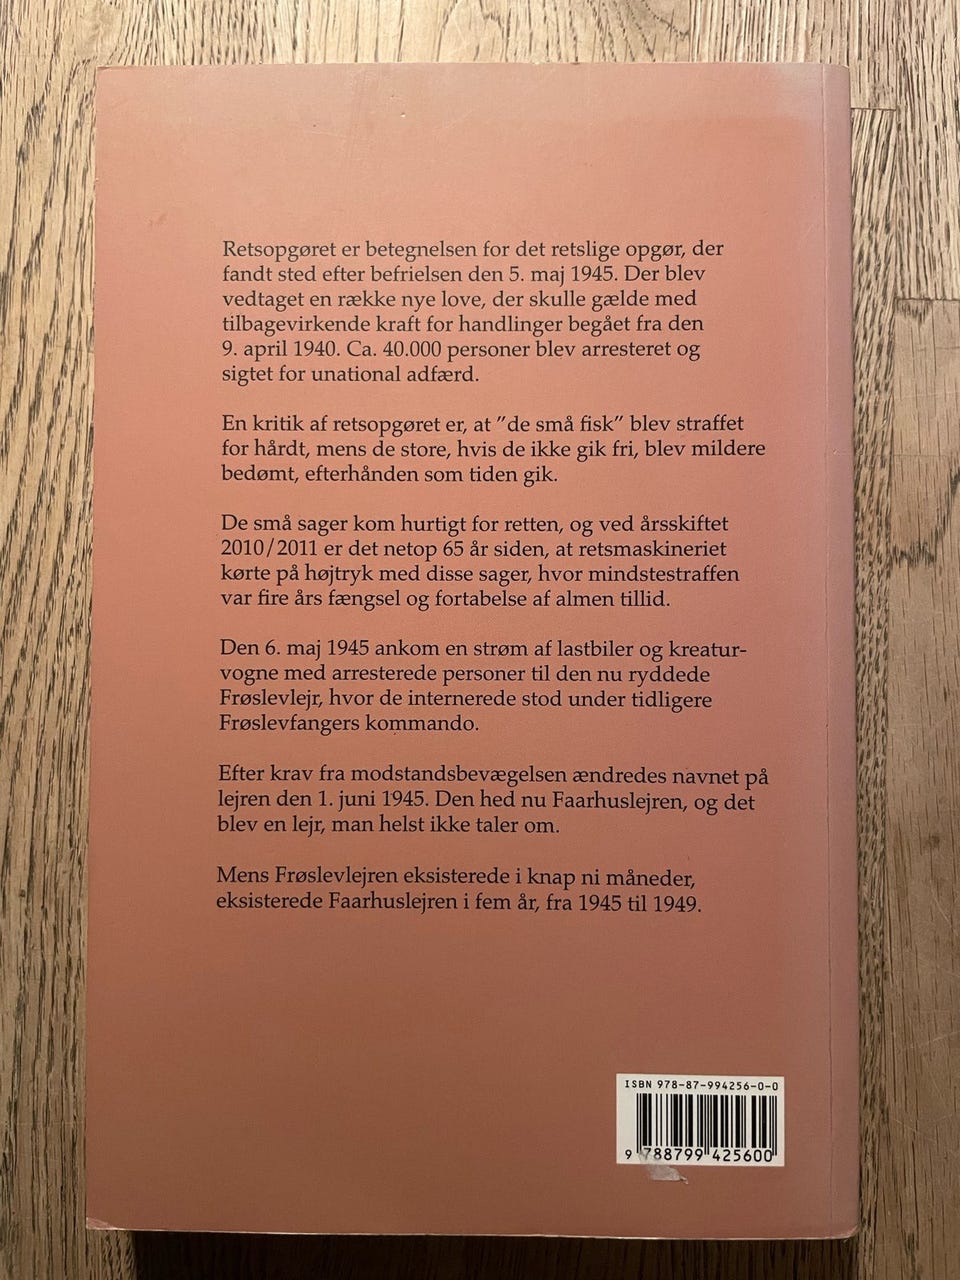 Retsopgøret er betegnelsen for det retslige opgør, der
fandt sted efter befrielsen den 5. maj 1945. Der blev
vedtaget en række nye love, der skulle gælde med
tilbagevirkende kraft for handlinger begået fra den
9. april 1940. Ca. 40.000 personer blev arresteret og
sigtet for unational adfærd.
En kritik af retsopgøret er, at "de små fisk" blev straffet
for hårdt, mens de store, hvis de ikke gik fri, blev mildere
bedømt, efterhånden som tiden gik.
De små sager kom hurtigt for retten, og ved årsskiftet
2010/2011 er det netop 65 år siden, at retsmaskineriet
kørte på højtryk med disse sager, hvor mindstestraffen
var fire års fængsel og fortabelse af almen tillid.
Den 6. maj 1945 ankom en strøm af lastbiler og kreatur-
vogne med arresterede personer til den nu ryddede
Frøslevlejr, hvor de internerede stod under tidligere
Frøslevfangers kommando.
Efter krav fra modstandsbevægelsen ændredes navnet på
lejren den 1. juni 1945. Den hed nu Faarhuslejren, og det
blev en lejr, man helst ikke taler om.
Mens Frøslevlejren eksisterede i knap ni måneder,
eksisterede Faarhuslejren i fem år, fra 1945 til 1949.
ISBN 978-87-994256-0-0
9 788799 425600